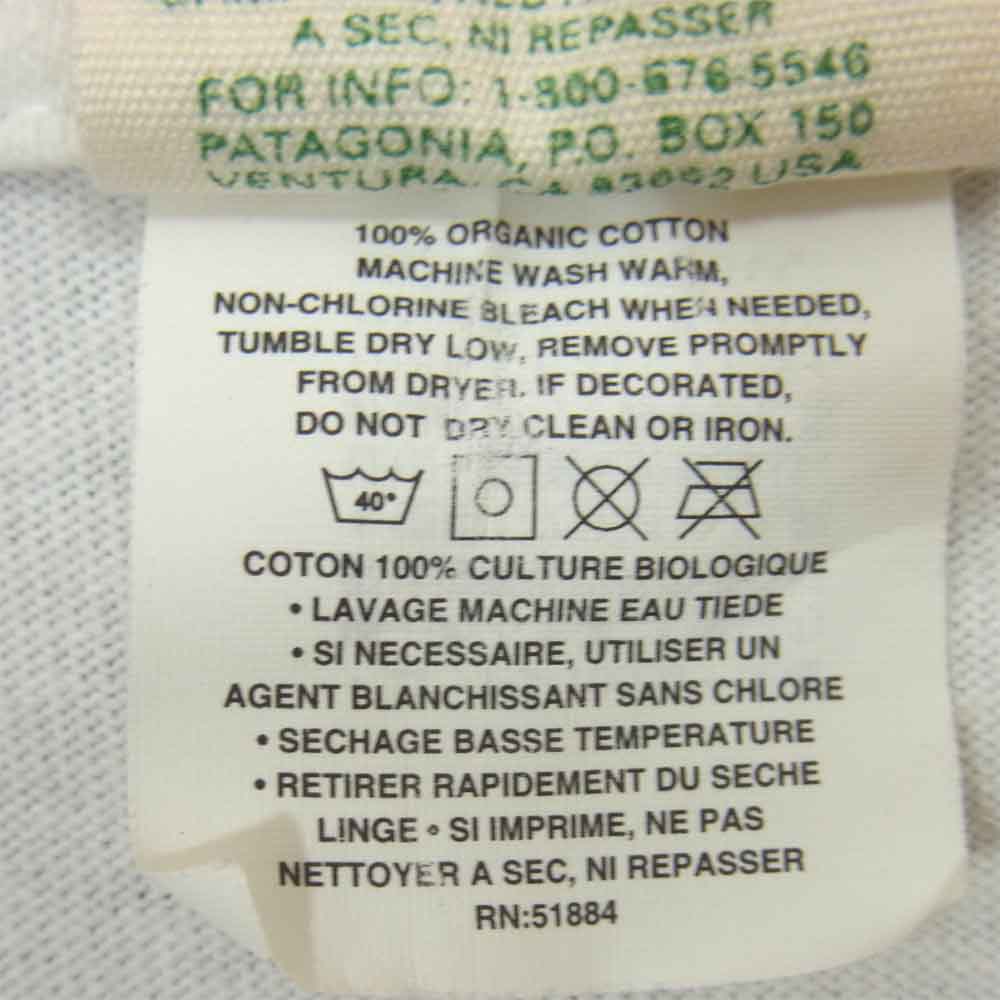 A SEC, NI REPASSER
FOR INFO: 1-800-676-5546
PATAGONIA, P.O. BOX 150
VENTURA, CA USA
100% ORGANIC COTTON
MACHINE WASH WARM,
NON-CHLORINE BLEACH WHEN NEEDED,
TUMBLE DRY LOW, REMOVE PROMPTLY
FROM DRYER. IF DECORATED,
DO NOT DRY CLEAN OR IRON.
40°
COTON 100% CULTURE BIOLOGIQUE
• LAVAGE MACHINE EAU TIEDE
• SI NECESSAIRE, UTILISER UN
AGENT BLANCHISSANT SANS CHLORE
• SECHAGE BASSE TEMPERATURE
• RETIRER RAPIDEMENT DU SECHE
LINGE • SI IMPRIME, NE PAS
NETTOYER A SEC, NI REPASSER
RN:51884